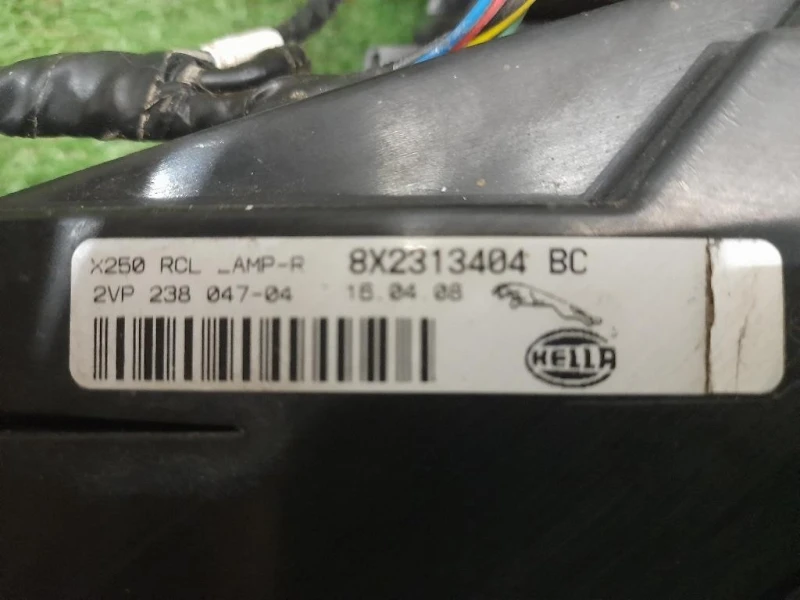 X250 RCL LAMP-R 8X2313404 BC
2VP 238 047-04 16.04.08
HELLA